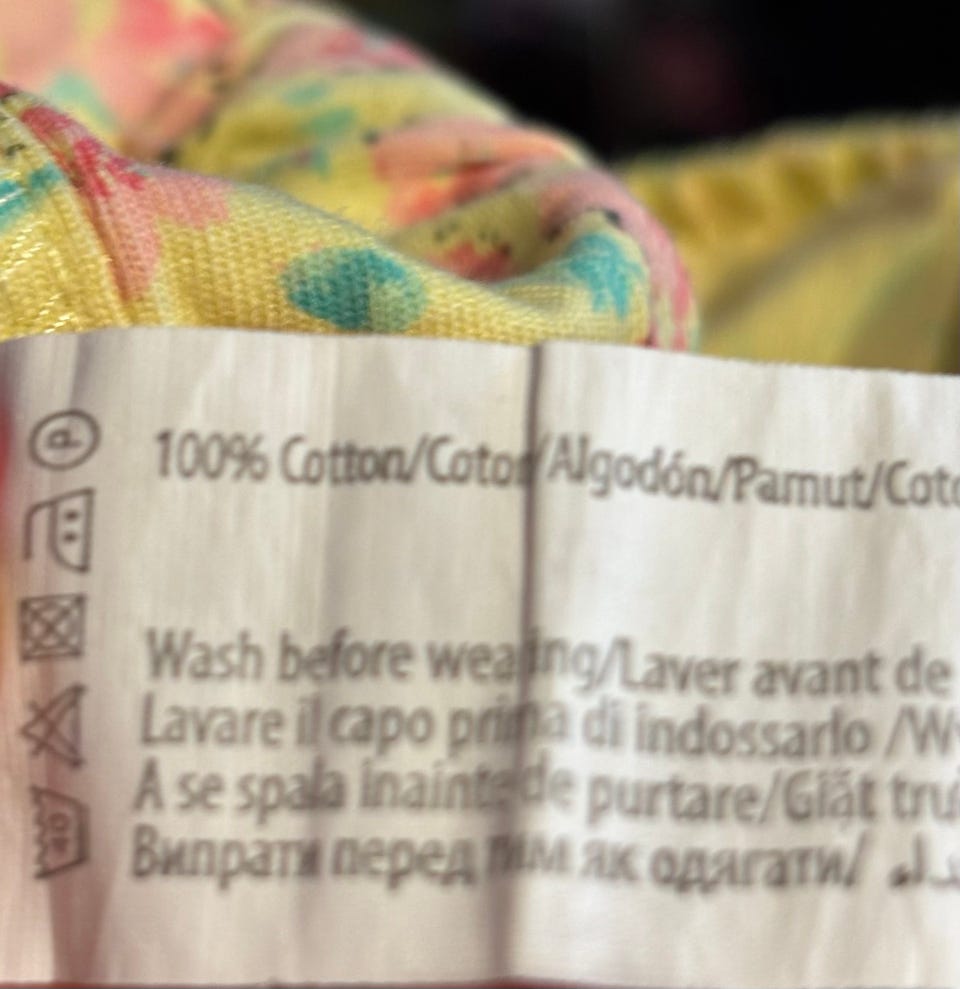 100% Cotton/Coton/Algodón/Pamut/Coto
Wash before wearing/Laver avant de
Lavare il capo prima di indossarlo /W
A se spala inainte de purtare/Giặt trư
Випрати перед тим як одягати/
P